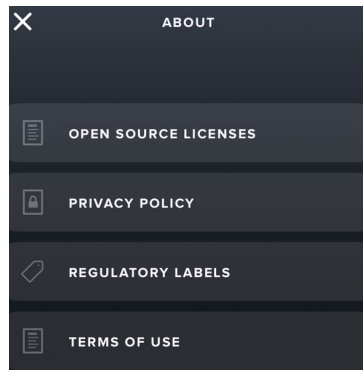 ABOUT
OPEN SOURCE LICENSES
PRIVACY POLICY
REGULATORY LABELS
TERMS OF USE